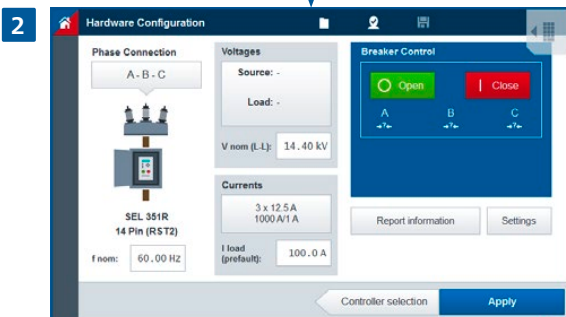 2
Hardware Configuration
Phase Connection
A - B - C
SEL 351R
14 Pin (RST2)
f nom: 60.00 Hz
Voltages
Source: -
Load: -
V nom (L-L): 14.40 kV
Currents
3 x 12.5 A
1000 A/1 A
I load
(prefault): 100.0 A
Breaker Control
Open Close
A B C
Report information Settings
Controller selection Apply